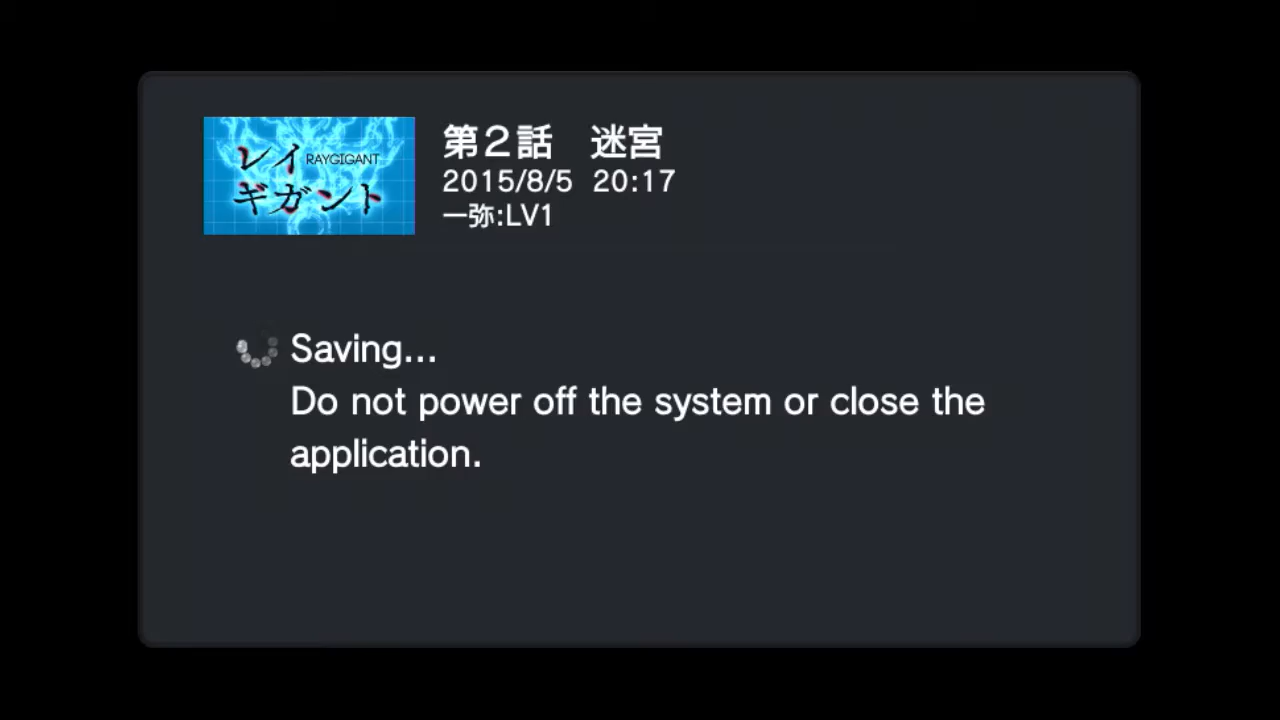 レイ RAYGIGANT
ギガント
第２話　迷宮
2015/8/5 20:17
一弥:LV1
Saving...
Do not power off the system or close the
application.